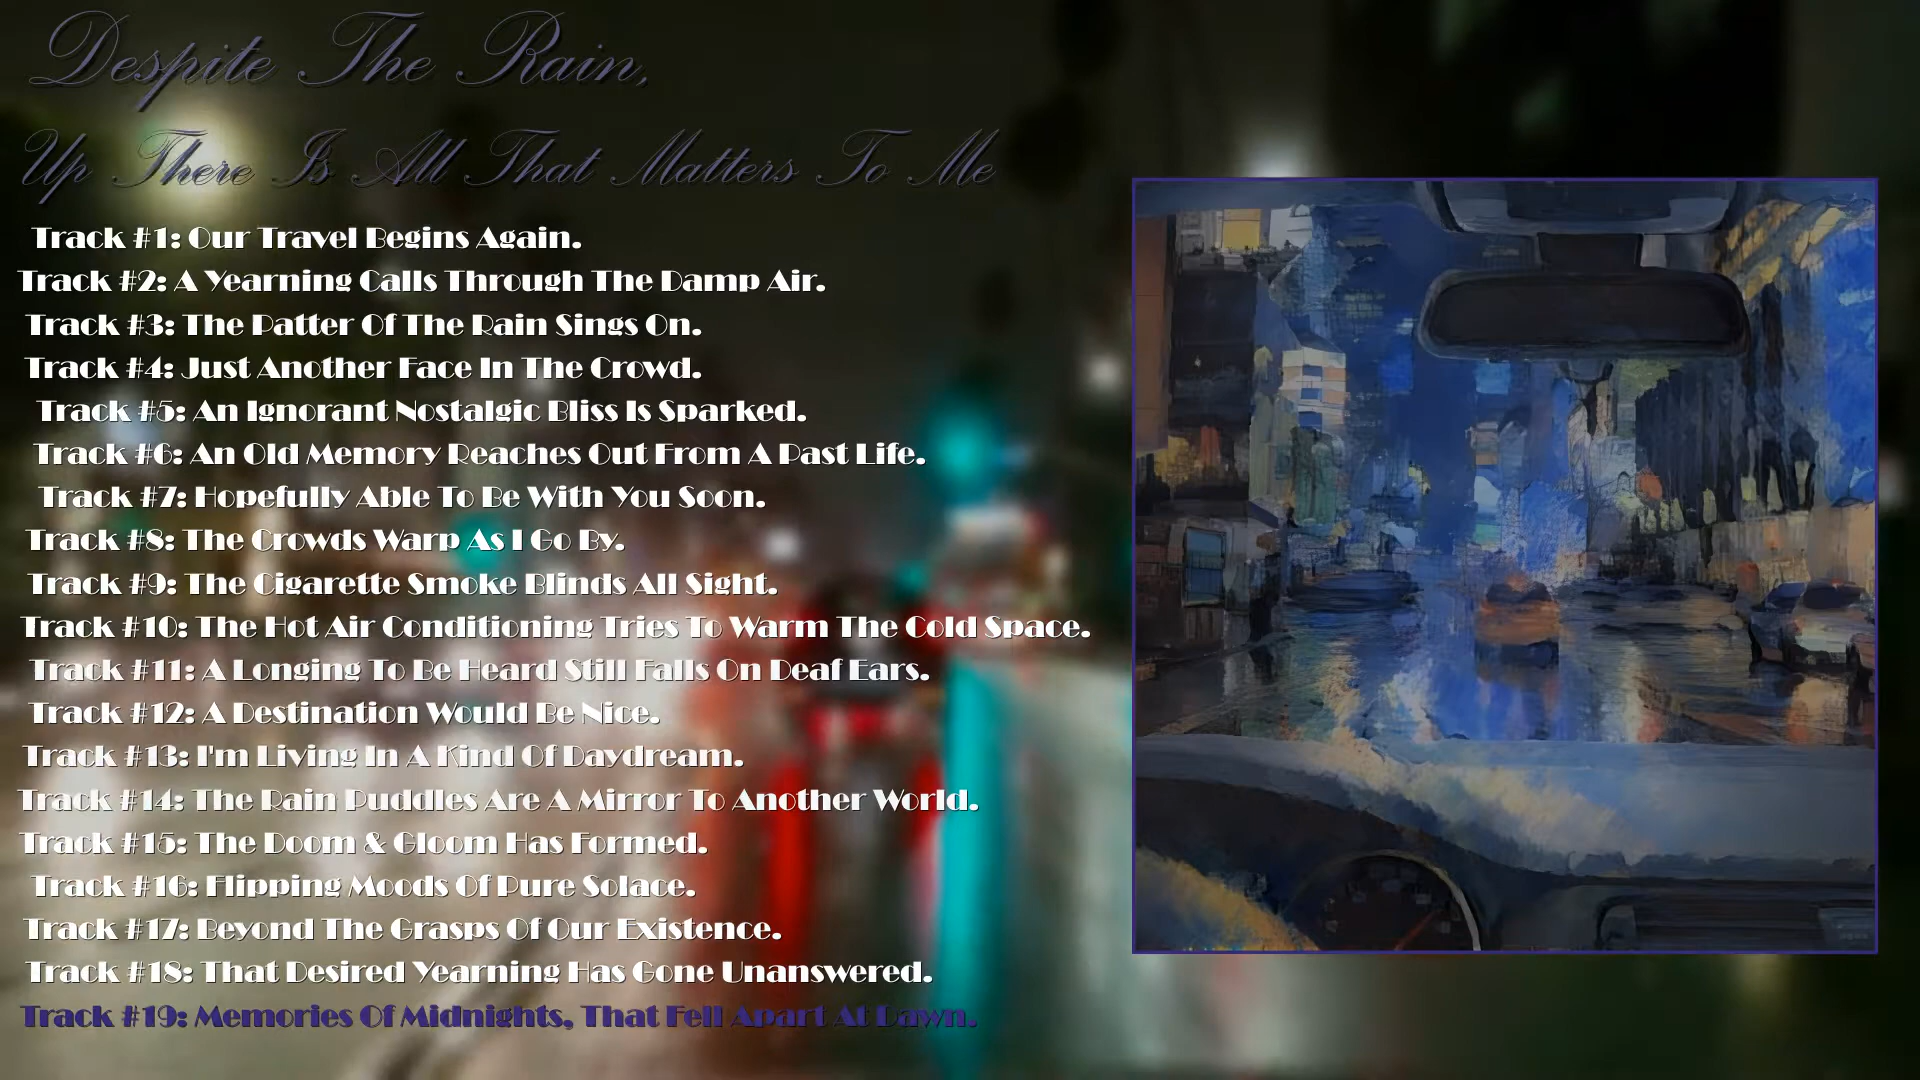 Despite The Rain,
Up There Is All That Matters To Me
Track #1: Our Travel Begins Again.
Track #2: A Yearning Calls Through The Damp Air.
Track #3: The Patter Of The Rain Sings On.
Track #4: Just Another Face In The Crowd.
Track #5: An Ignorant Nostalgic Bliss Is Sparked.
Track #6: An Old Memory Reaches Out From A Past Life.
Track #7: Hopefully Able To Be With You Soon.
Track #8: The Crowds Warp As I Go By.
Track #9: The Cigarette Smoke Blinds All Sight.
Track #10: The Hot Air Conditioning Tries To Warm The Cold Space.
Track #11: A Longing To Be Heard Still Falls On Deaf Ears.
Track #12: A Destination Would Be Nice.
Track #13: I'm Living In A Kind Of Daydream.
Track #14: The Rain Puddles Are A Mirror To Another World.
Track #15: The Doom & Gloom Has Formed.
Track #16: Flipping Moods Of Pure Solace.
Track #17: Beyond The Grasps Of Our Existence.
Track #18: That Desired Yearning Has Gone Unanswered.
Track #19: Memories Of Midnights, That Fell Apart At Dawn.